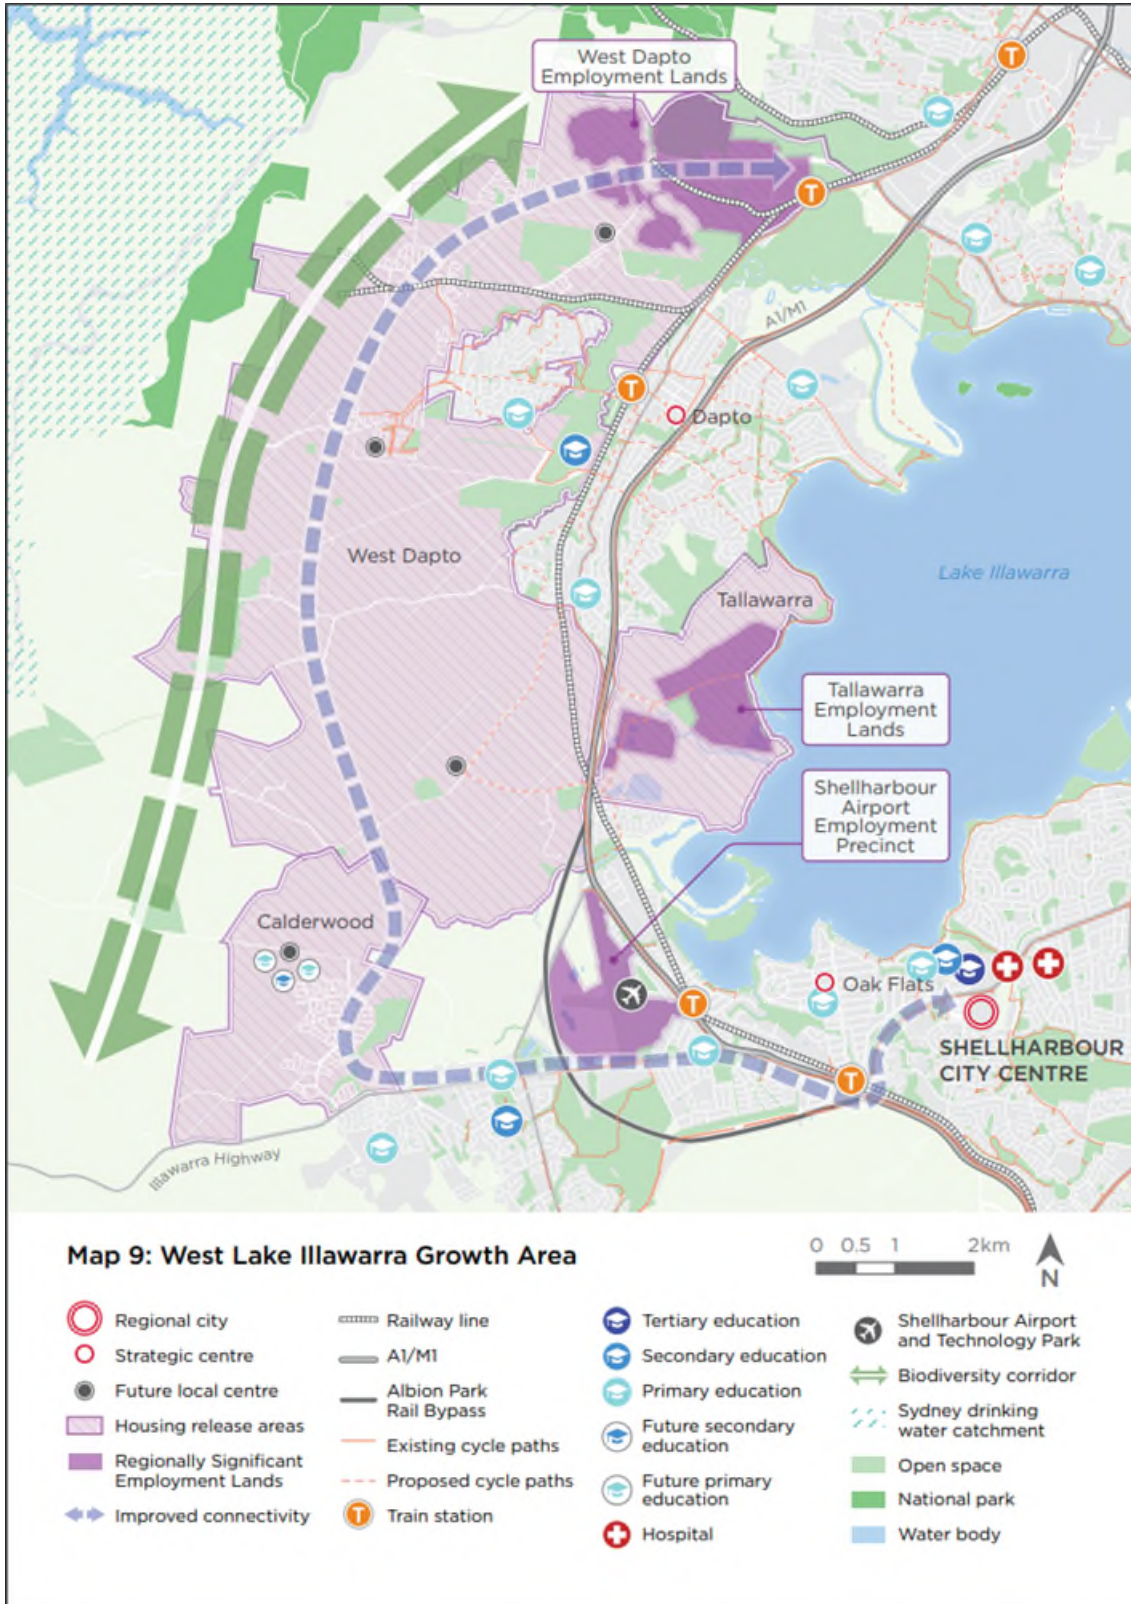 West Dapto
Employment Lands
A1/M1
Dapto
West Dapto
Lake Illawarra
Tallawarra
Tallawarra
Employment
Lands
Shellharbour
Airport
Employment
Precinct
Calderwood
Oak Flats
SHELLHARBOUR
CITY CENTRE
Illawarra Highway
T
T
T
T
T
Map 9: West Lake Illawarra Growth Area
0 0.5 1 2km
N
Regional city
Strategic centre
Future local centre
Housing release areas
Regionally Significant
Employment Lands
Improved connectivity
Railway line
A1/M1
Albion Park
Rail Bypass
Existing cycle paths
Proposed cycle paths
T Train station
Tertiary education
Secondary education
Primary education
Future secondary
education
Future primary
education
Hospital
Shellharbour Airport
and Technology Park
Biodiversity corridor
Sydney drinking
water catchment
Open space
National park
Water body